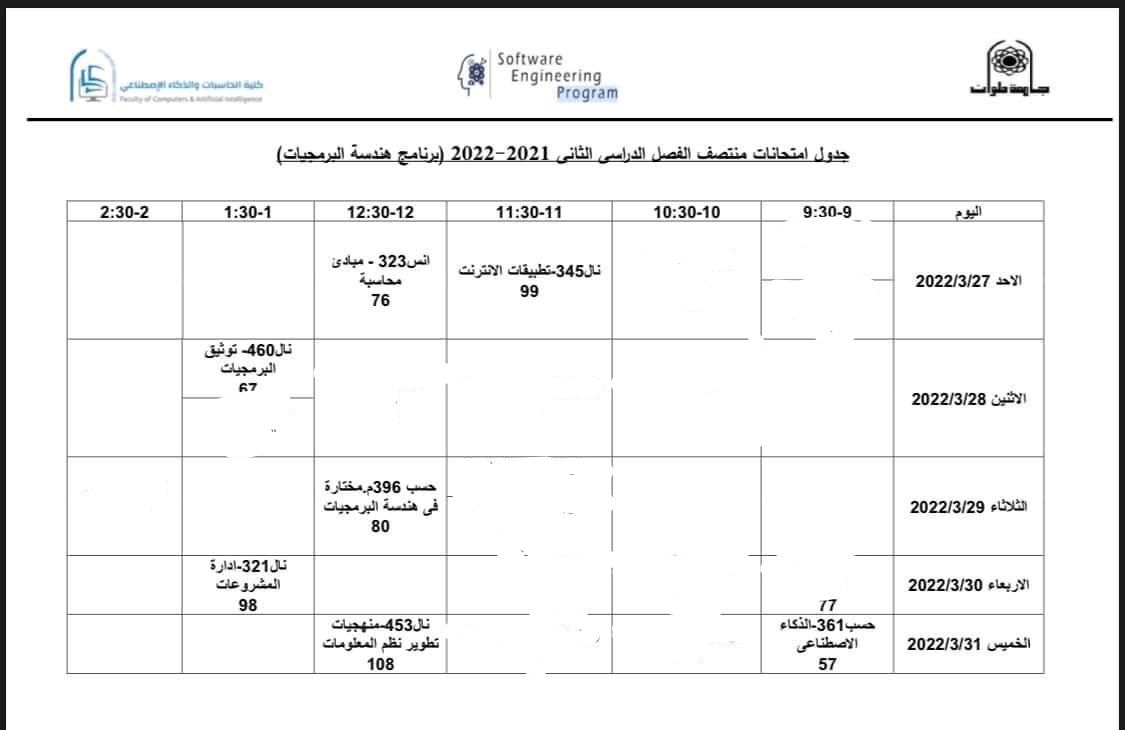 كلية الحاسبات والذكاء الإصطناعي
Faculty of Computers & Artificial Intelligence
Software
Engineering
Program
جامعة حلوان
جدول امتحانات منتصف الفصل الدراسى الثانى 2021-2022 (برنامج هندسة البرمجيات)
اليوم
9:30-9
10:30-10
11:30-11
12:30-12
1:30-1
2:30-2
الاحد 2022/3/27
نال345-تطبيقات الانترنت
99
انس323 - مبادئ
محاسبة
76
الاثنين 2022/3/28
نال460- توثيق
البرمجيات
67
الثلاثاء 2022/3/29
حسب 396م.مختارة
فى هندسة البرمجيات
80
الاربعاء 2022/3/30
77
نال321-ادارة
المشروعات
98
الخميس 2022/3/31
حسب361-الذكاء
الاصطناعى
57
نال453-منهجيات
تطوير نظم المعلومات
108